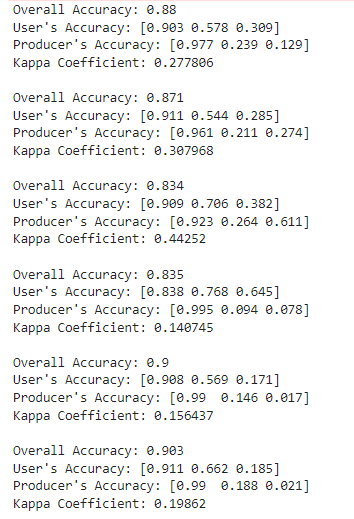 Overall Accuracy: 0.88
User's Accuracy: [0.903 0.578 0.309]
Producer's Accuracy: [0.977 0.239 0.129]
Kappa Coefficient: 0.277806
Overall Accuracy: 0.871
User's Accuracy: [0.911 0.544 0.285]
Producer's Accuracy: [0.961 0.211 0.274]
Kappa Coefficient: 0.307968
Overall Accuracy: 0.834
User's Accuracy: [0.909 0.706 0.382]
Producer's Accuracy: [0.923 0.264 0.611]
Kappa Coefficient: 0.44252
Overall Accuracy: 0.835
User's Accuracy: [0.838 0.768 0.645]
Producer's Accuracy: [0.995 0.094 0.078]
Kappa Coefficient: 0.140745
Overall Accuracy: 0.9
User's Accuracy: [0.908 0.569 0.171]
Producer's Accuracy: [0.99  0.146 0.017]
Kappa Coefficient: 0.156437
Overall Accuracy: 0.903
User's Accuracy: [0.911 0.662 0.185]
Producer's Accuracy: [0.99  0.188 0.021]
Kappa Coefficient: 0.19862